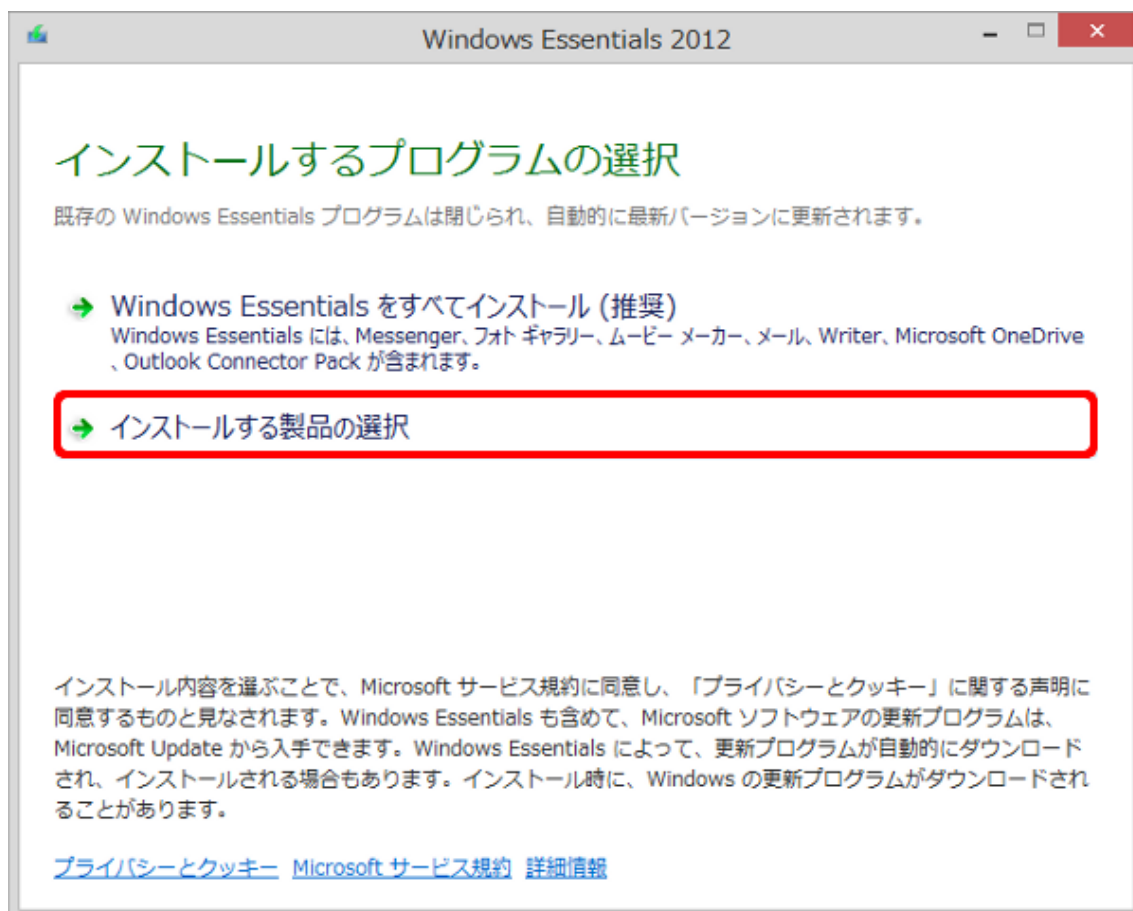 Windows Essentials 2012
インストールするプログラムの選択
既存の Windows Essentials プログラムは閉じられ、自動的に最新バージョンに更新されます。
Windows Essentials をすべてインストール (推奨)
Windows Essentials には、Messenger、フォト ギャラリー、ムービー メーカー、メール、Writer、Microsoft OneDrive
、Outlook Connector Pack が含まれます。
インストールする製品の選択
インストール内容を選ぶことで、Microsoft サービス規約に同意し、「プライバシーとクッキー」に関する声明に
同意するものと見なされます。Windows Essentials も含めて、Microsoft ソフトウェアの更新プログラムは、
Microsoft Update から入手できます。Windows Essentials によって、更新プログラムが自動的にダウンロード
され、インストールされる場合もあります。インストール時に、Windows の更新プログラムがダウンロードされ
ることがあります。
プライバシーとクッキー Microsoft サービス規約 詳細情報